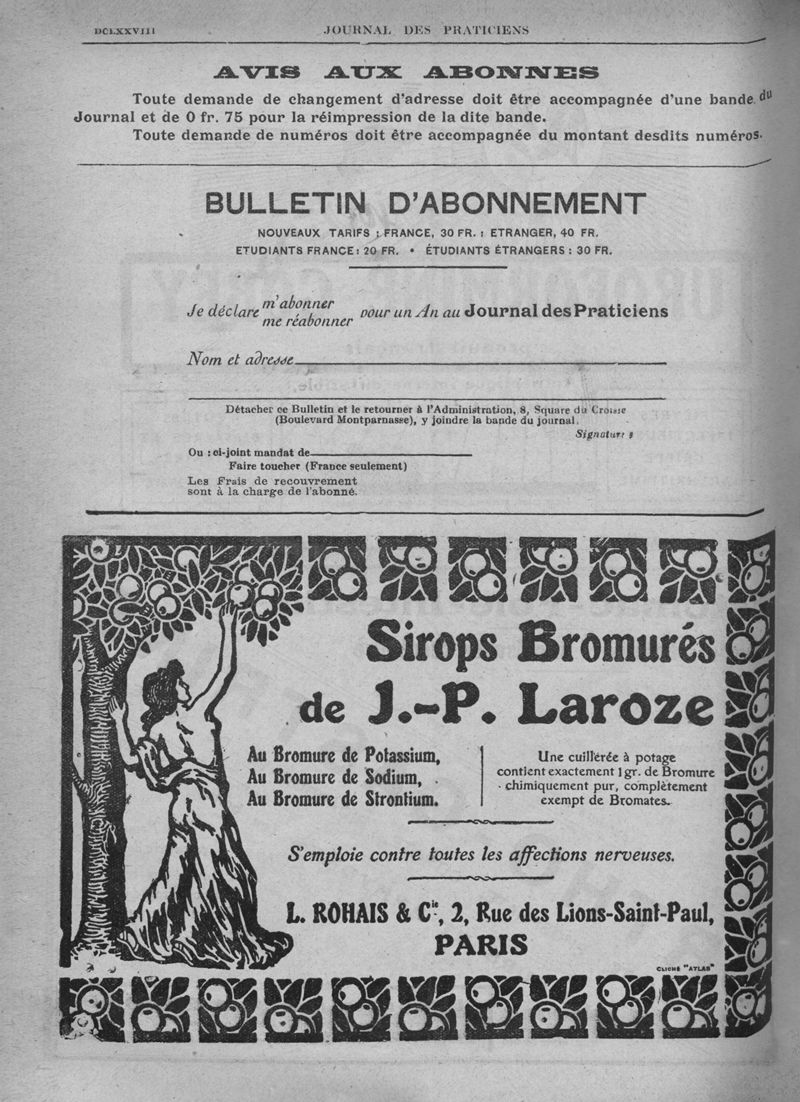 DCLXXVIII
JOURNAL DES PRATICIENS
AVIS AUX ABONNES
Toute demande de changement d'adresse doit être accompagnée d'une bande du
Journal et de 0 fr. 75 pour la réimpression de la dite bande.
Toute demande de numéros doit être accompagnée du montant desdits numéros.
BULLETIN D'ABONNEMENT
NOUVEAUX TARIFS : FRANCE, 30 FR. : ETRANGER, 40 FR.
ETUDIANTS FRANCE : 20 FR. • ÉTUDIANTS ÉTRANGERS : 30 FR.
Je déclare m'abonner pour un An au Journal des Praticiens
me réabonner
Nom et adresse
Détacher ce Bulletin et le retourner à l'Administration, 8, Square du Croisic
(Boulevard Montparnasse), y joindre la bande du journal.
Signature :
Ou : ci-joint mandat de
Faire toucher (France seulement)
Les Frais de recouvrement
sont à la charge de l'abonné.
Sirops Bromurés
de J.-P. Laroze
Au Bromure de Potassium,
Au Bromure de Sodium,
Au Bromure de Strontium.
Une cuillérée à potage
contient exactement 1 gr. de Bromure
chimiquement pur, complètement
exempt de Bromates.
S'emploie contre toutes les affections nerveuses.
L. ROHAIS & Cie, 2, Rue des Lions-Saint-Paul,
PARIS
CLICHÉ "ATLAS"